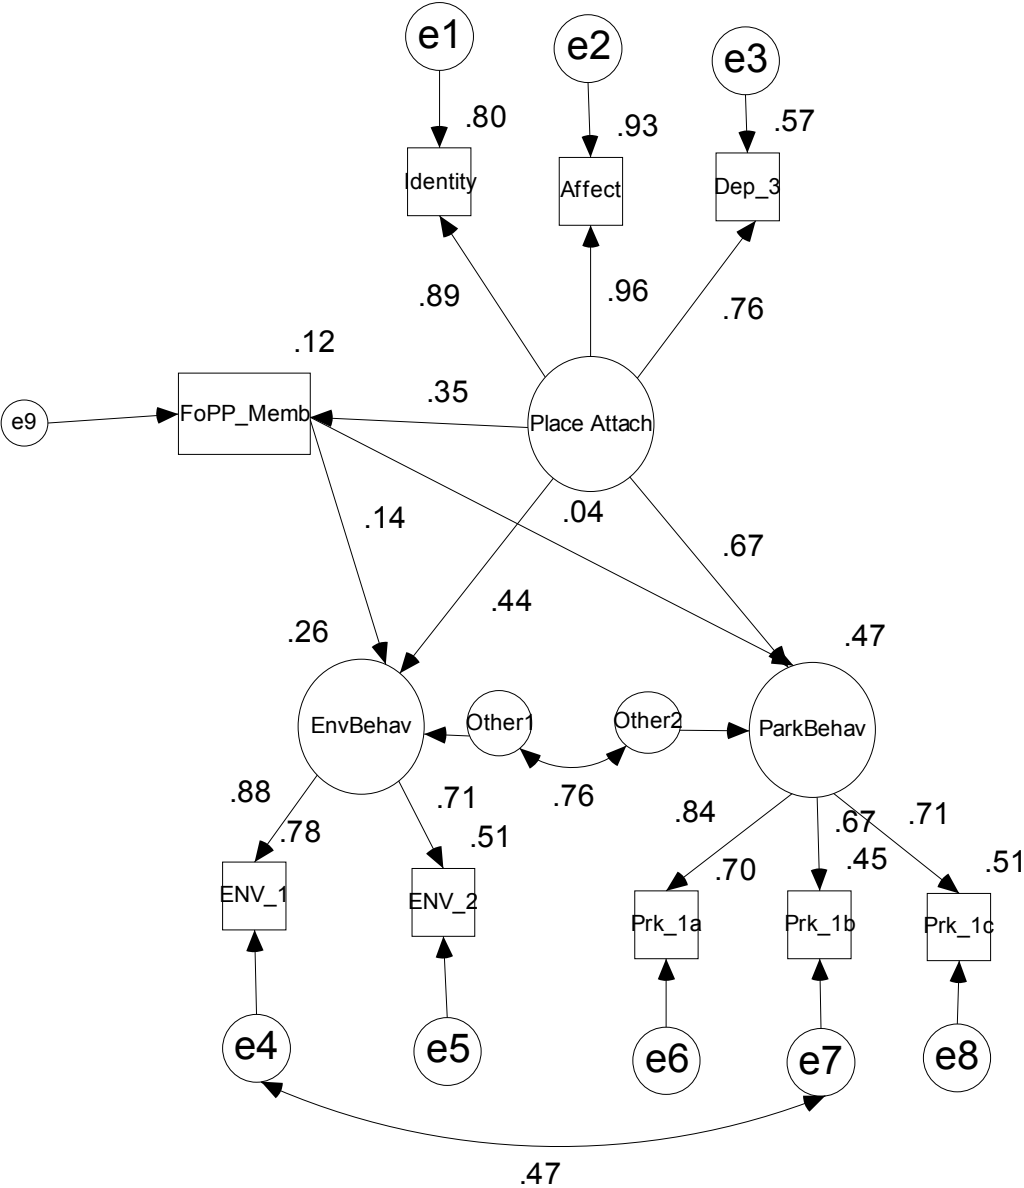 e1
e2
e3
.80
.93
.57
Identity
Affect
Dep_3
.89
.96
.76
.12
.35
e9
FoPP_Memb
Place Attach
.14
.04
.67
.44
.26
.47
EnvBehav
Other1
Other2
ParkBehav
.76
.88
.71
.84
.67
.71
.78
.51
.70
.45
.51
ENV_1
ENV_2
Prk_1a
Prk_1b
Prk_1c
e4
e5
e6
e7
e8
.47